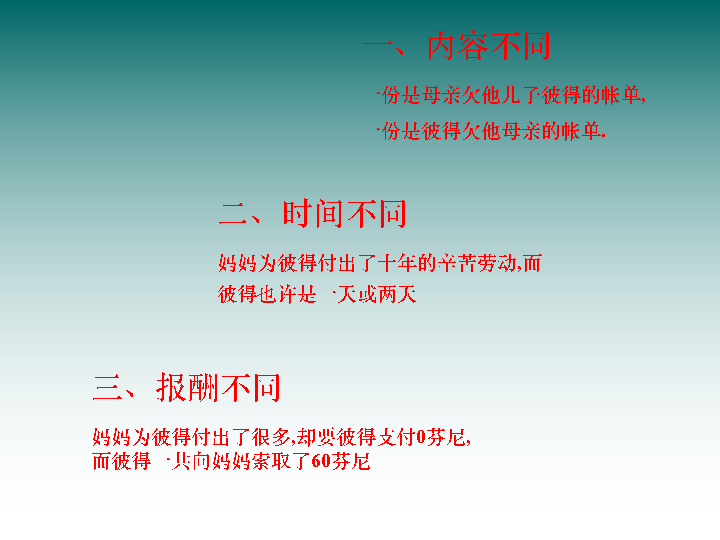 一、内容不同
一份是母亲欠他儿子彼得的帐单,
一份是彼得欠他母亲的帐单.
二、时间不同
妈妈为彼得付出了十年的辛苦劳动,而
彼得也许是一天或两天
三、报酬不同
妈妈为彼得付出了很多,却要彼得支付0芬尼,
而彼得一共向妈妈索取了60芬尼